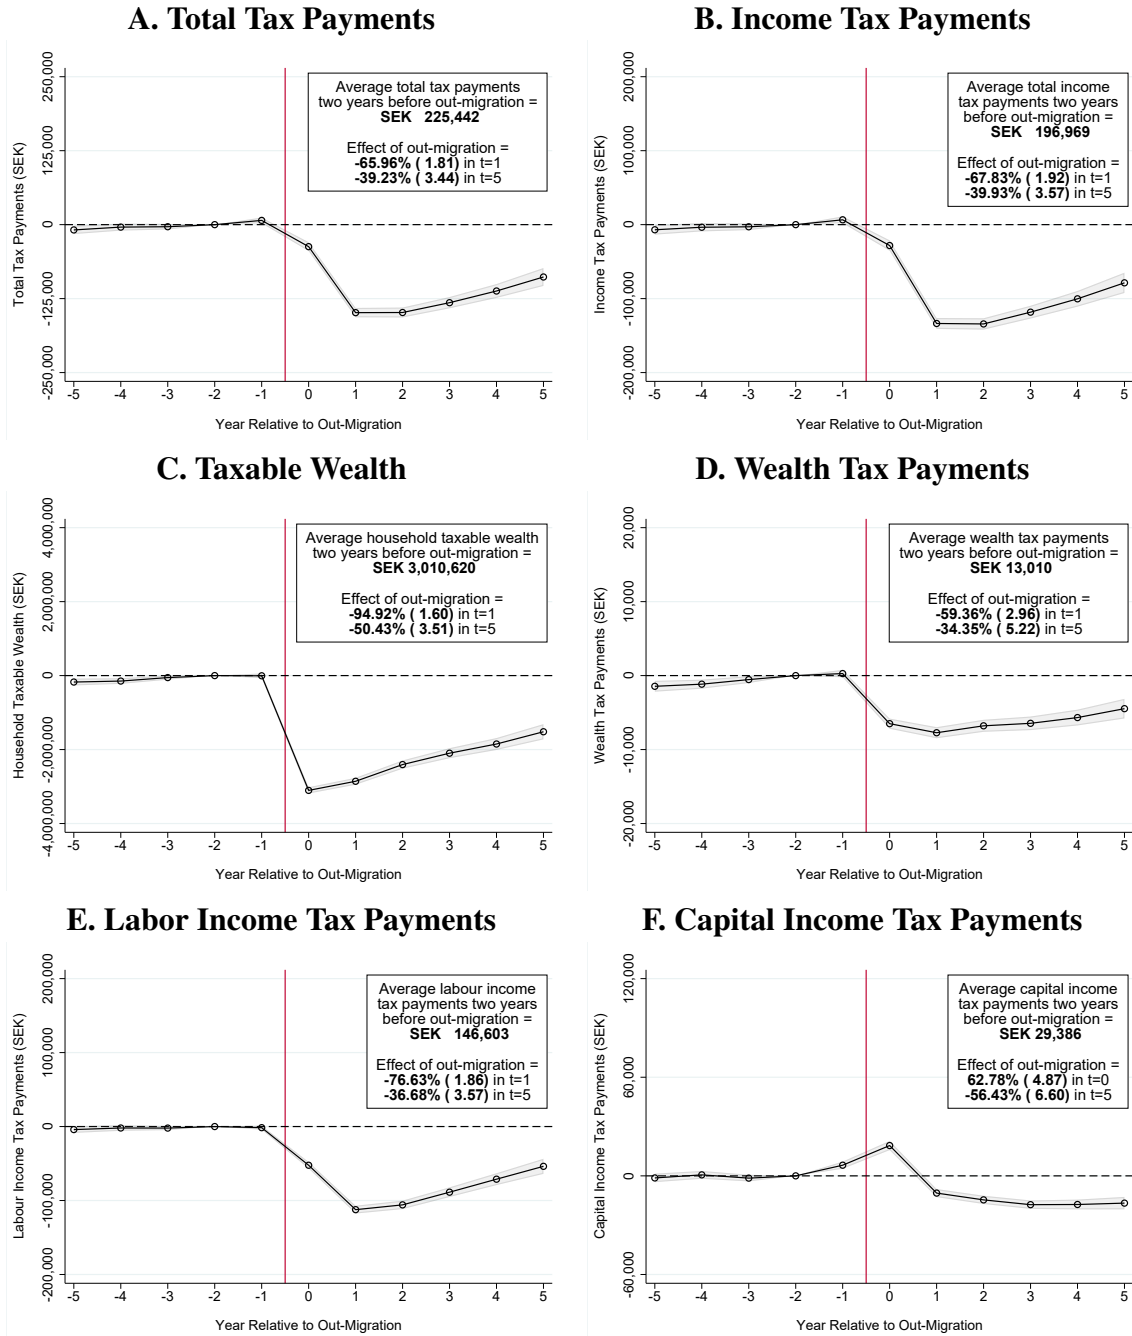 A. Total Tax Payments
Total Tax Payments (SEK)
250,000
125,000
0
-125,000
-250,000
Average total tax payments
two years before out-migration =
SEK 225,442
Effect of out-migration =
-65.96% ( 1.81) in t=1
-39.23% ( 3.44) in t=5
-5 -4 -3 -2 -1 0 1 2 3 4 5
Year Relative to Out-Migration
B. Income Tax Payments
Income Tax Payments (SEK)
200,000
100,000
0
-100,000
-200,000
Average total income
tax payments two years
before out-migration =
SEK 196,969
Effect of out-migration =
-67.83% ( 1.92) in t=1
-39.93% ( 3.57) in t=5
-5 -4 -3 -2 -1 0 1 2 3 4 5
Year Relative to Out-Migration
C. Taxable Wealth
Household Taxable Wealth (SEK)
4,000,000
2,000,000
0
-2,000,000
-4,000,000
Average household taxable wealth
two years before out-migration =
SEK 3,010,620
Effect of out-migration =
-94.92% ( 1.60) in t=1
-50.43% ( 3.51) in t=5
-5 -4 -3 -2 -1 0 1 2 3 4 5
Year Relative to Out-Migration
D. Wealth Tax Payments
Wealth Tax Payments (SEK)
20,000
10,000
0
-10,000
-20,000
Average wealth tax payments
two years before out-migration =
SEK 13,010
Effect of out-migration =
-59.36% ( 2.96) in t=1
-34.35% ( 5.22) in t=5
-5 -4 -3 -2 -1 0 1 2 3 4 5
Year Relative to Out-Migration
E. Labor Income Tax Payments
Labour Income Tax Payments (SEK)
200,000
100,000
0
-100,000
-200,000
Average labour income
tax payments two years
before out-migration =
SEK 146,603
Effect of out-migration =
-76.63% ( 1.86) in t=1
-36.68% ( 3.57) in t=5
-5 -4 -3 -2 -1 0 1 2 3 4 5
Year Relative to Out-Migration
F. Capital Income Tax Payments
Capital Income Tax Payments (SEK)
120,000
60,000
0
-60,000
Average capital income
tax payments two years
before out-migration =
SEK 29,386
Effect of out-migration =
62.78% ( 4.87) in t=0
-56.43% ( 6.60) in t=5
-5 -4 -3 -2 -1 0 1 2 3 4 5
Year Relative to Out-Migration